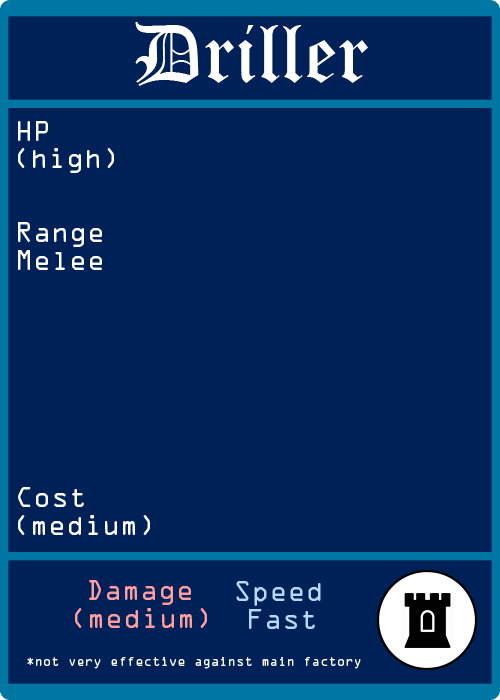 Driller
HP
(high)
Range
Melee
Cost
(medium)
Damage
(medium)
Speed
Fast
*not very effective against main factory